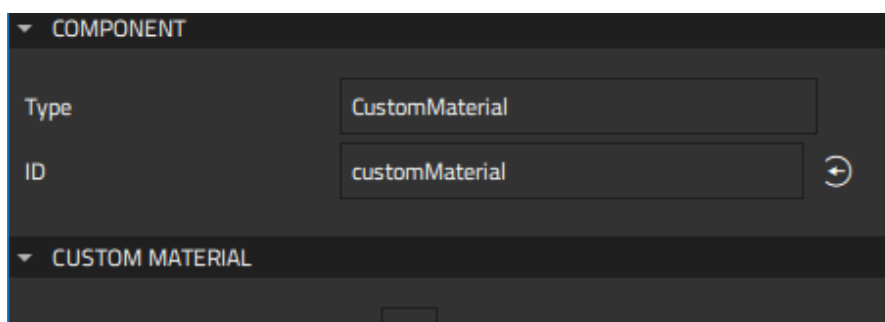 COMPONENT
Type CustomMaterial
ID customMaterial
CUSTOM MATERIAL